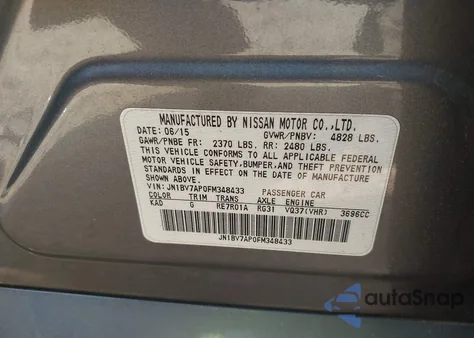 MANUFACTURED BY NISSAN MOTOR CO.,LTD.
DATE: 06/15 GVWR/PNBV: 4828 LBS.
GAWR/PNBE FR: 2370 LBS. RR: 2480 LBS.
THIS VEHICLE CONFORMS TO ALL APPLICABLE FEDERAL
MOTOR VEHICLE SAFETY,BUMPER,AND THEFT PREVENTION
STANDARDS IN EFFECT ON THE DATE OF MANUFACTURE
SHOWN ABOVE.
VIN: JN1BV7AP0FM348433 PASSENGER CAR
COLOR TRIM TRANS AXLE ENGINE
KAD G RE7R01A RG31 VQ37(VHR) 3696CC
JN1BV7AP0FM348433
autoSnap